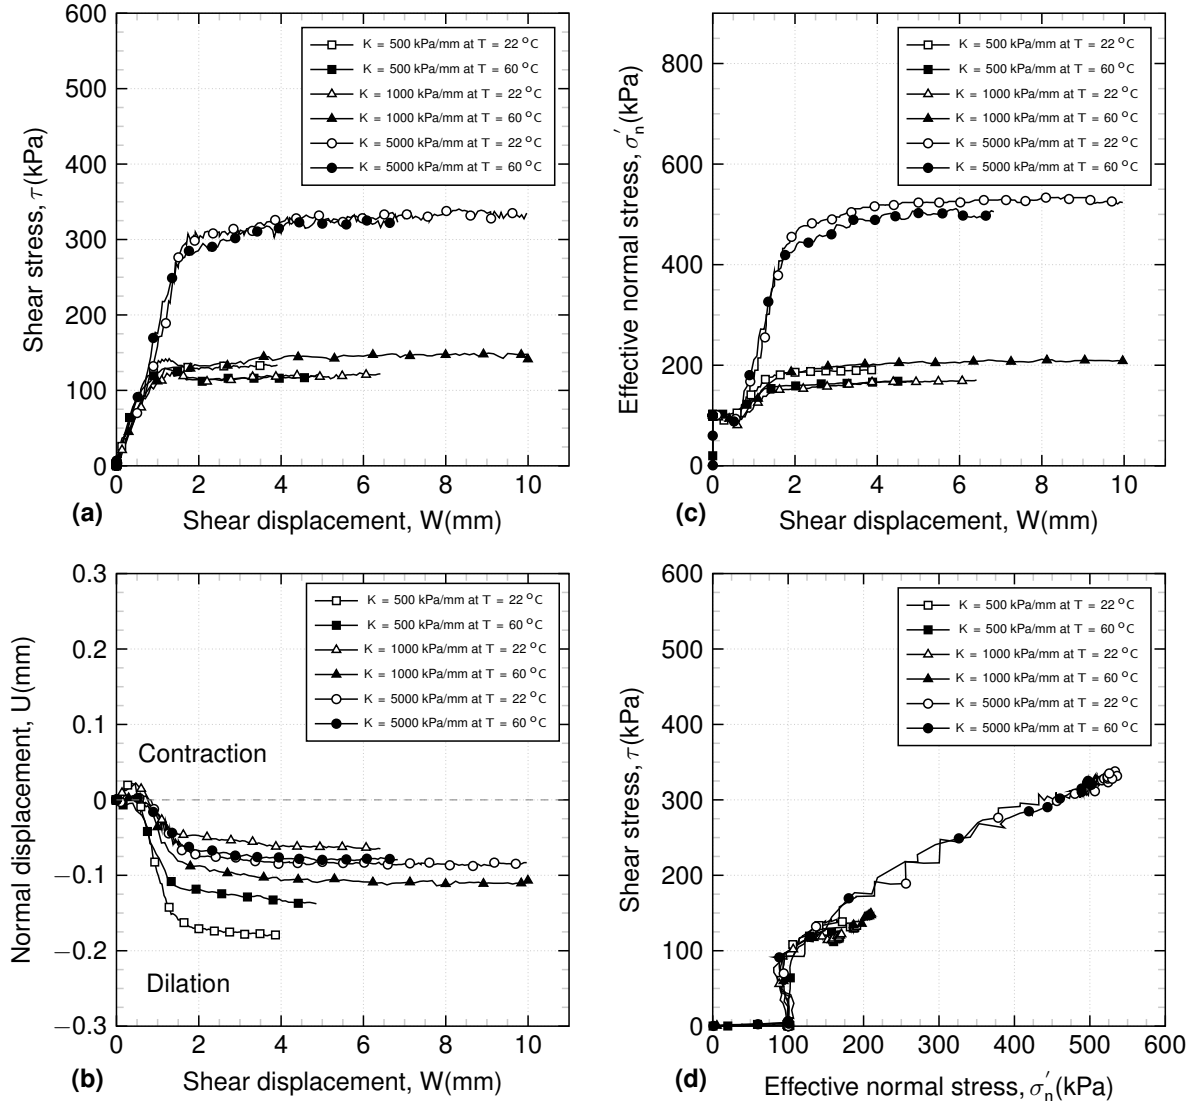 600
500
400
300
200
100
0
Shear stress, τ(kPa)
K = 500 kPa/mm at T = 22 °C
K = 500 kPa/mm at T = 60 °C
K = 1000 kPa/mm at T = 22 °C
K = 1000 kPa/mm at T = 60 °C
K = 5000 kPa/mm at T = 22 °C
K = 5000 kPa/mm at T = 60 °C
0 2 4 6 8 10
(a)
Shear displacement, W(mm)
800
600
400
200
0
Effective normal stress, σ′n(kPa)
K = 500 kPa/mm at T = 22 °C
K = 500 kPa/mm at T = 60 °C
K = 1000 kPa/mm at T = 22 °C
K = 1000 kPa/mm at T = 60 °C
K = 5000 kPa/mm at T = 22 °C
K = 5000 kPa/mm at T = 60 °C
0 2 4 6 8 10
(c)
Shear displacement, W(mm)
0.3
0.2
0.1
0
−0.1
−0.2
−0.3
Normal displacement, U(mm)
K = 500 kPa/mm at T = 22 °C
K = 500 kPa/mm at T = 60 °C
K = 1000 kPa/mm at T = 22 °C
K = 1000 kPa/mm at T = 60 °C
K = 5000 kPa/mm at T = 22 °C
K = 5000 kPa/mm at T = 60 °C
Contraction
Dilation
0 2 4 6 8 10
(b)
Shear displacement, W(mm)
600
500
400
300
200
100
0
Shear stress, τ(kPa)
K = 500 kPa/mm at T = 22 °C
K = 500 kPa/mm at T = 60 °C
K = 1000 kPa/mm at T = 22 °C
K = 1000 kPa/mm at T = 60 °C
K = 5000 kPa/mm at T = 22 °C
K = 5000 kPa/mm at T = 60 °C
0 100 200 300 400 500 600
(d)
Effective normal stress, σ′n(kPa)